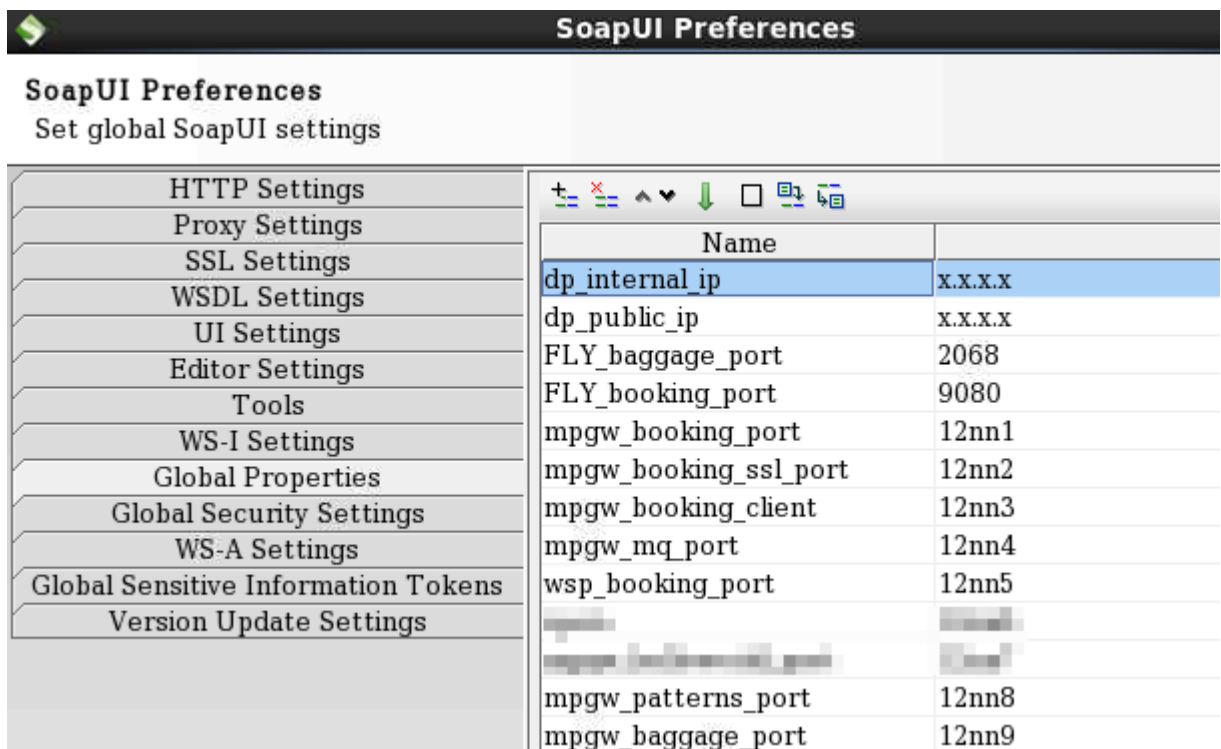 SoapUI Preferences
SoapUI Preferences
Set global SoapUI settings
HTTP Settings
Proxy Settings
SSL Settings
WSDL Settings
UI Settings
Editor Settings
Tools
WS-I Settings
Global Properties
Global Security Settings
WS-A Settings
Global Sensitive Information Tokens
Version Update Settings
Name
dp_internal_ip x.x.x.x
dp_public_ip x.x.x.x
FLY_baggage_port 2068
FLY_booking_port 9080
mpgw_booking_port 12nn1
mpgw_booking_ssl_port 12nn2
mpgw_booking_client 12nn3
mpgw_mq_port 12nn4
wsp_booking_port 12nn5
mpgw_patterns_port 12nn8
mpgw_baggage_port 12nn9